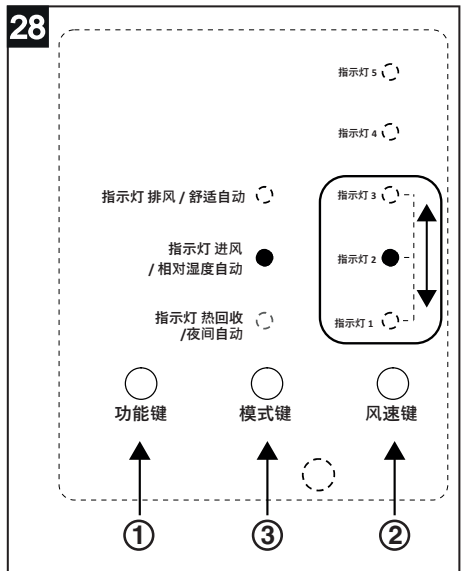 28
指示灯 5
指示灯 4
指示灯 排风 / 舒适自动
指示灯 3
指示灯 进风
/ 相对湿度自动
指示灯 2
指示灯 热回收
/夜间自动
指示灯 1
功能键
模式键
风速键
①
③
②